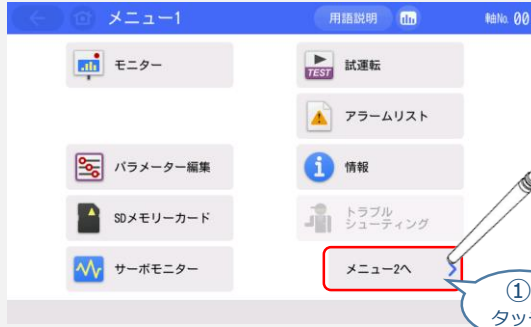 メニュー1
用語説明
軸No. 00
モニター
TEST
試運転
アラームリスト
パラメーター編集
情報
SDメモリーカード
トラブル
シューティング
サーボモニター
メニュー2へ
①